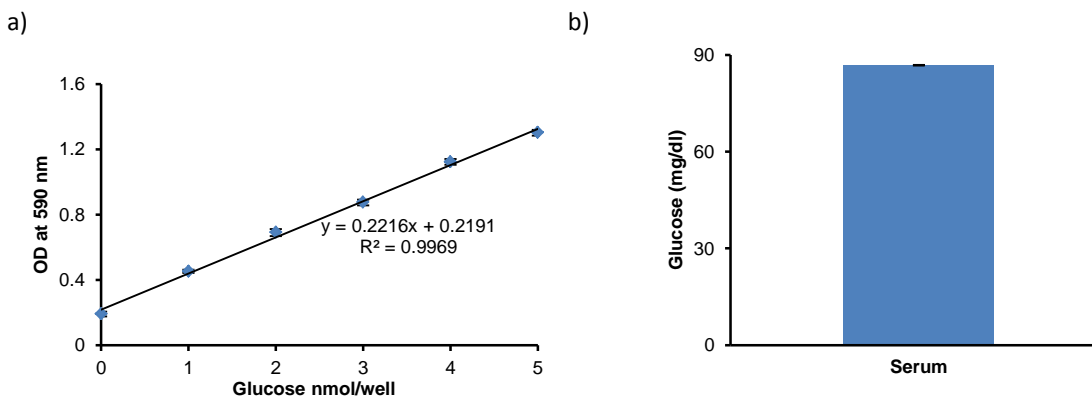 a)
1.6
1.2
0.8
0.4
0
OD at 590 nm
y = 0.2216x + 0.2191
R² = 0.9969
0 1 2 3 4 5
Glucose nmol/well
b)
90
60
30
0
Glucose (mg/dl)
Serum